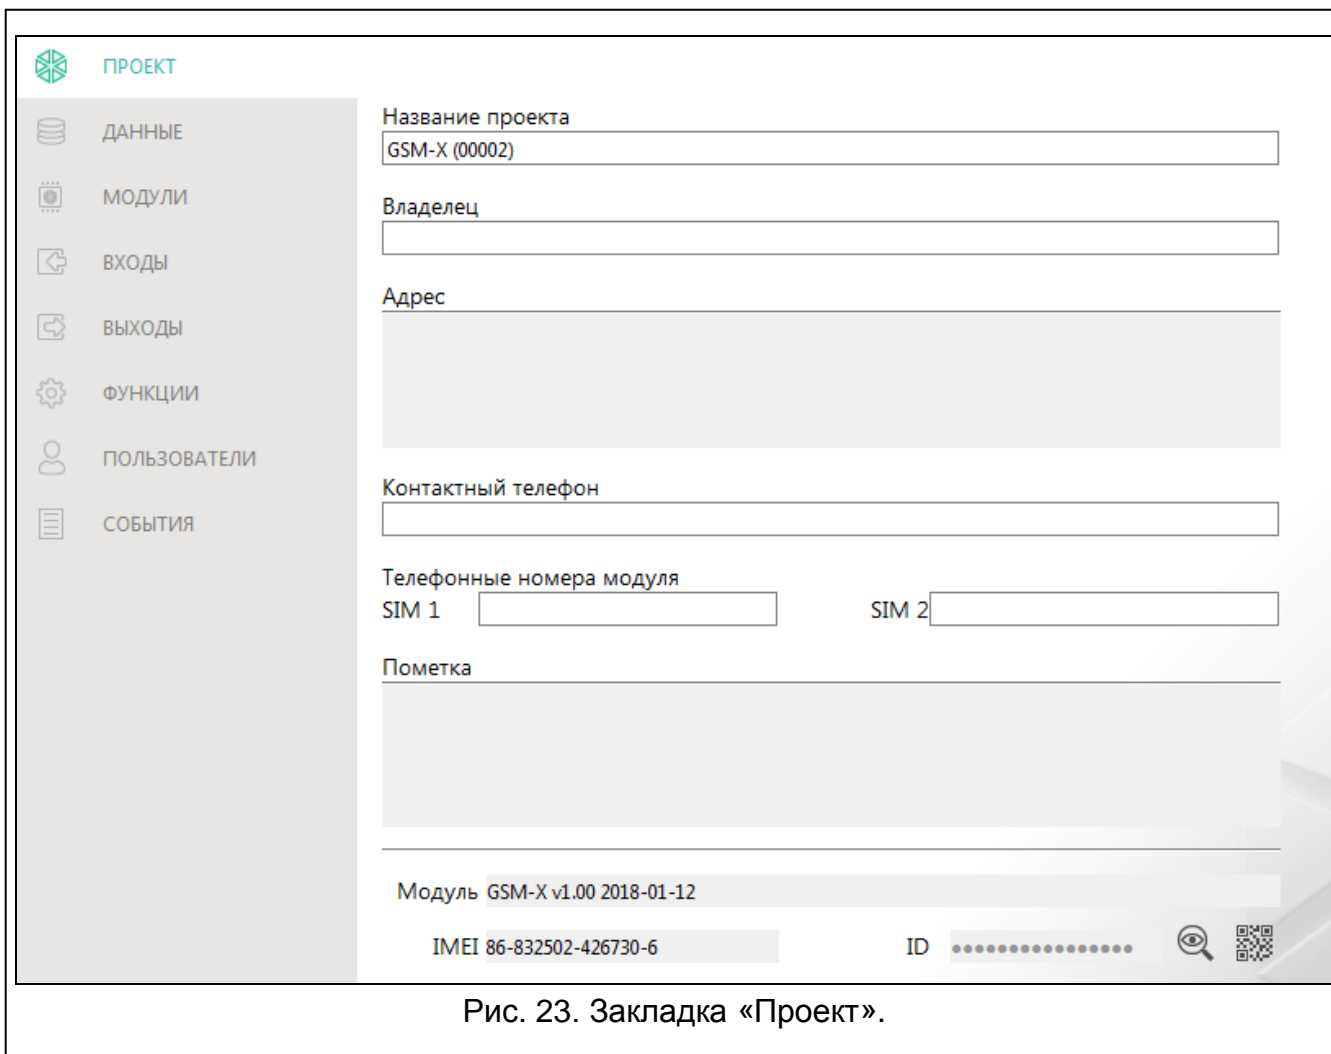 ПРОЕКТ
ДАННЫЕ
МОДУЛИ
ВХОДЫ
ВЫХОДЫ
ФУНКЦИИ
ПОЛЬЗОВАТЕЛИ
СОБЫТИЯ
Название проекта
GSM-X (00002)
Владелец
Адрес
Контактный телефон
Телефонные номера модуля
SIM 1 SIM 2
Пометка
Модуль GSM-X v1.00 2018-01-12
IMEI 86-832502-426730-6 ID ●●●●●●●●●●●●●●●●
Рис. 23. Закладка «Проект».